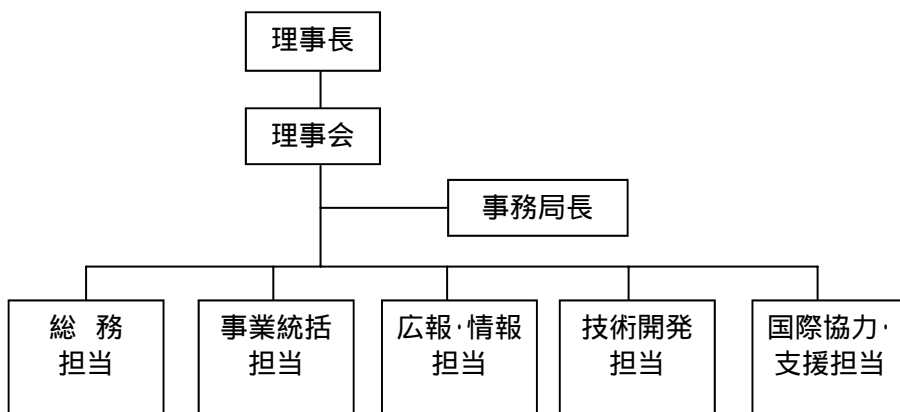 理事長
理事会
事務局長
総 務
担当
事業統括
担当
広報･情報
担当
技術開発
担当
国際協力･
支援担当